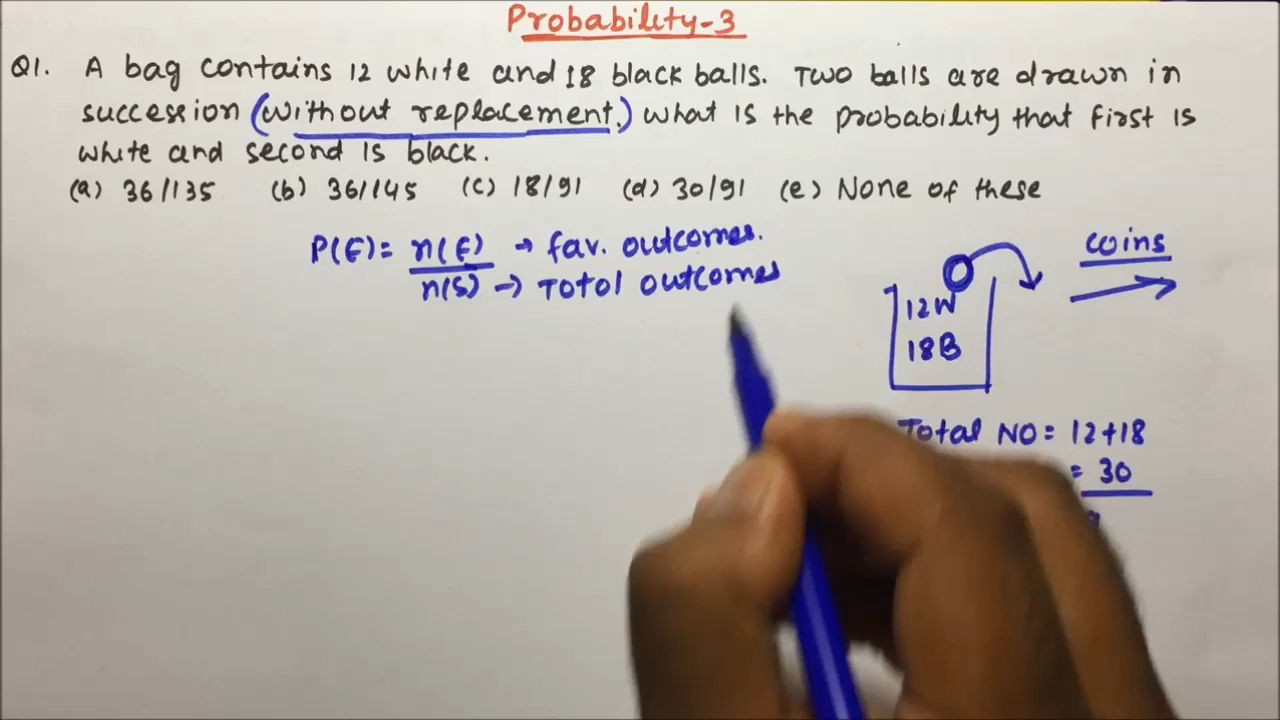 Probability-3
Q1. A bag contains 12 white and 18 black balls. Two balls are drawn in
succession (without replacement.) what is the probability that first is
white and second is black.
(a) 36/135 (b) 36/145 (c) 18/91 (d) 30/91 (e) None of these
P(E)= n(E) → fav. outcomes.
n(S) → Total outcomes
coins
12W
18B
Total NO = 12+18
= 30